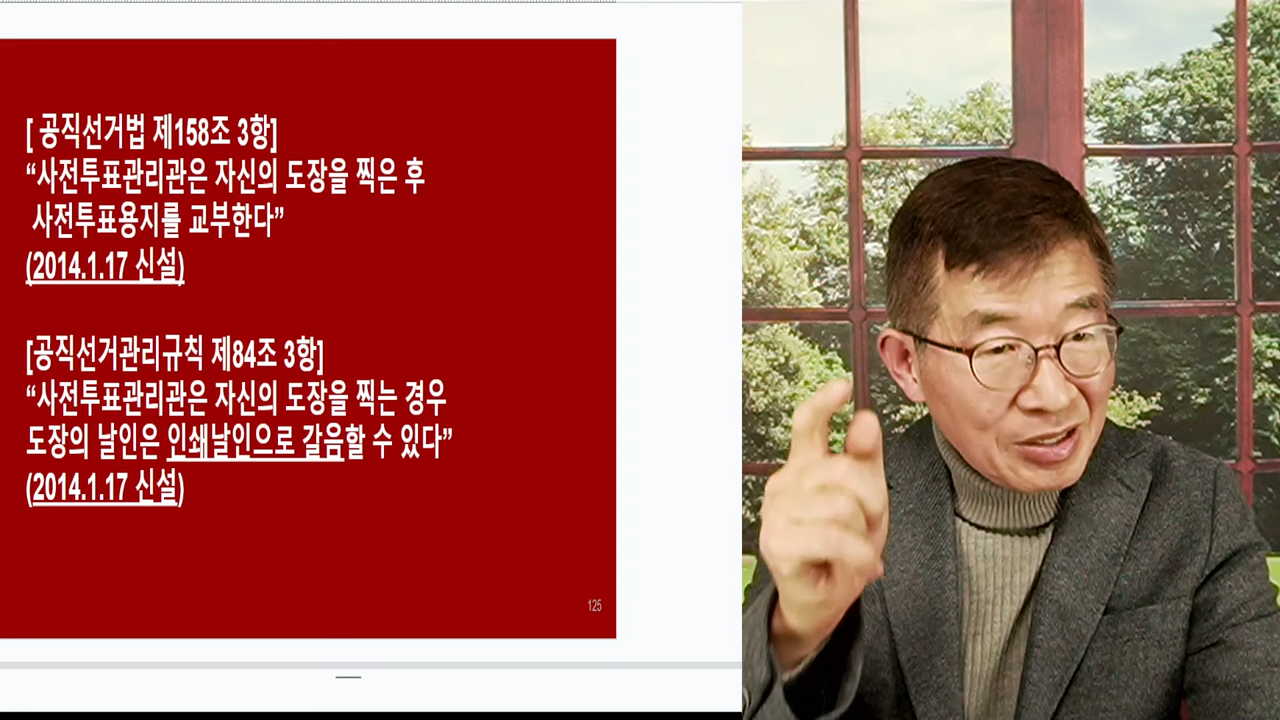 [ 공직선거법 제158조 3항]
“사전투표관리관은 자신의 도장을 찍은 후
사전투표용지를 교부한다”
(2014.1.17 신설)
[공직선거관리규칙 제84조 3항]
“사전투표관리관은 자신의 도장을 찍는 경우
도장의 날인은 인쇄날인으로 갈음할 수 있다”
(2014.1.17 신설)
125